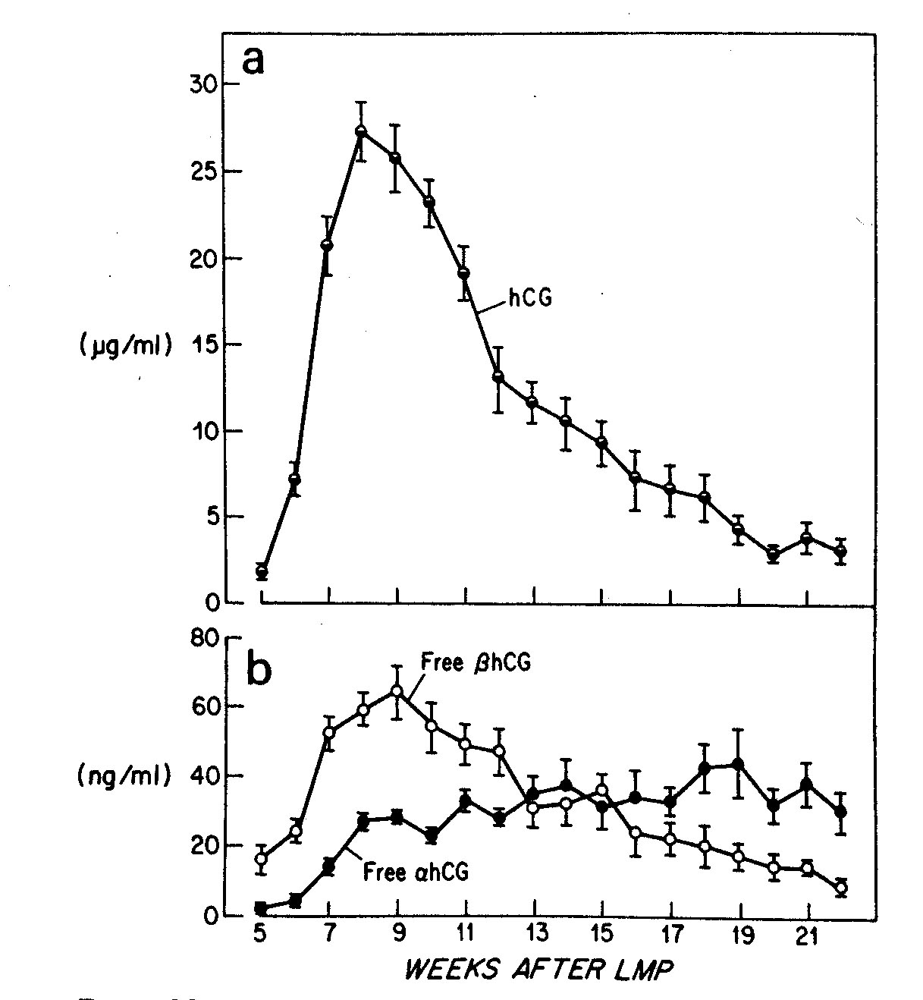 a
30
25
20
hCG
(µg/ml) 15
10
5
0
80
b
Free βhCG
60
(ng/ml) 40
20
Free αhCG
0
5 7 9 11 13 15 17 19 21
WEEKS AFTER LMP